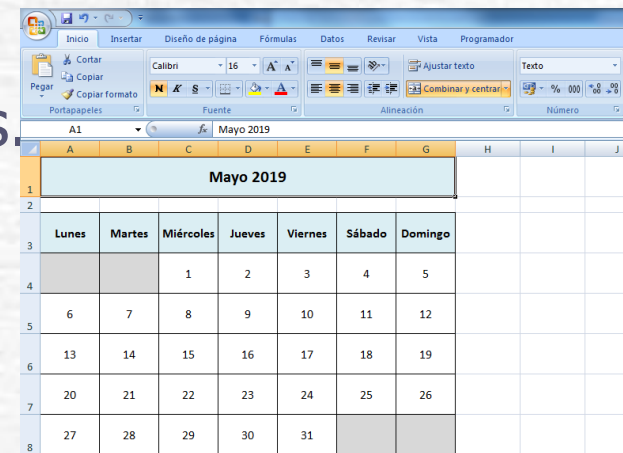 Inicio Insertar Diseño de página Fórmulas Datos Revisar Vista Programador
Pegar
Cortar
Copiar
Copiar formato
Portapapeles
Calibri 16 A A
N K S A
Fuente
Ajustar texto
Combinar y centrar
Alineación
Texto
% 000
Número
S.
A1 fx Mayo 2019
A B C D E F G H I J
1 Mayo 2019
2
3 Lunes Martes Miércoles Jueves Viernes Sábado Domingo
4 1 2 3 4 5
5 6 7 8 9 10 11 12
6 13 14 15 16 17 18 19
7 20 21 22 23 24 25 26
8 27 28 29 30 31